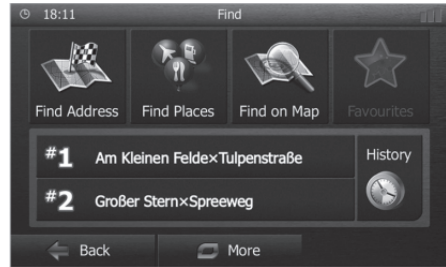 18:11 Find
Find Address Find Places Find on Map Favourites
#1 Am Kleinen Felde×Tulpenstraße
History
#2 Großer Stern×Spreeweg
Back More